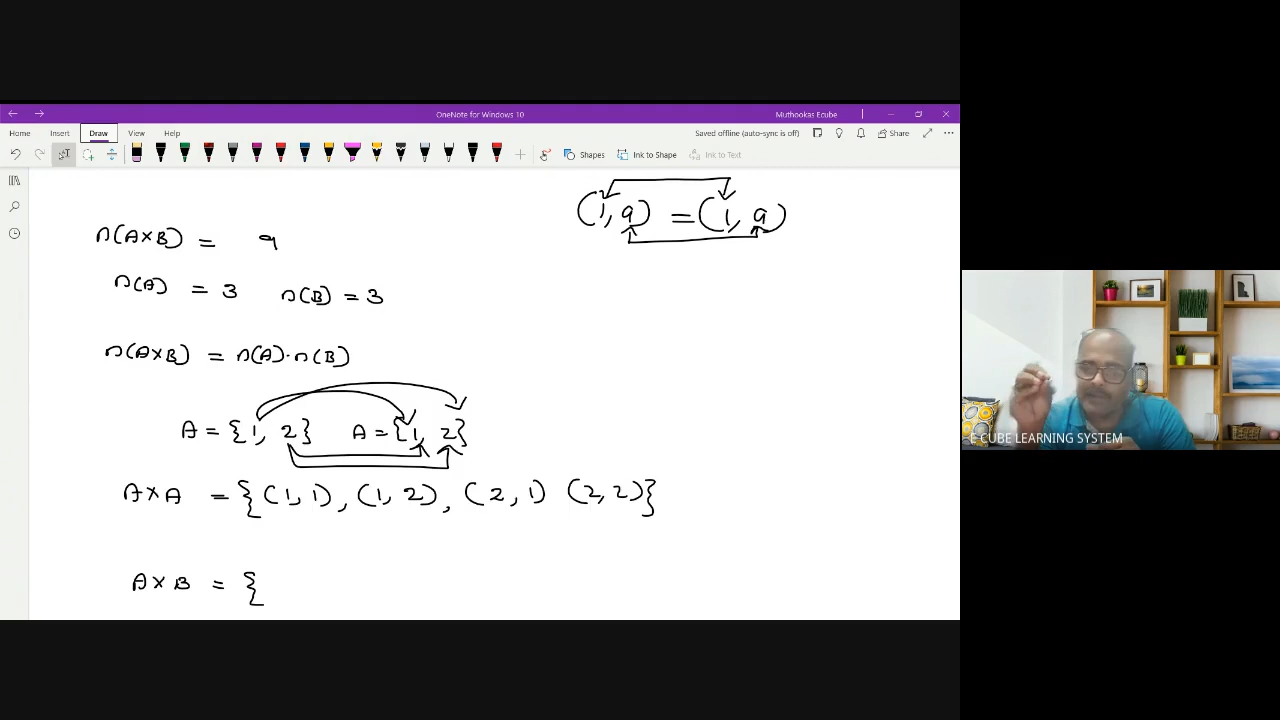 OneNote for Windows 10
Muthookas Ecube
Home Insert Draw View Help
Saved offline (auto-sync is off)
Share
Shapes
Ink to Shape
Ink to Text
(1, a) = (1, a)
n(A×B) = 9
n(A) = 3 n(B) = 3
n(A×B) = n(A)·n(B)
A = {1, 2} A = {1, 2}
A×A = {(1,1), (1,2), (2,1) (2,2)}
A×B = {
E CUBE LEARNING SYSTEM